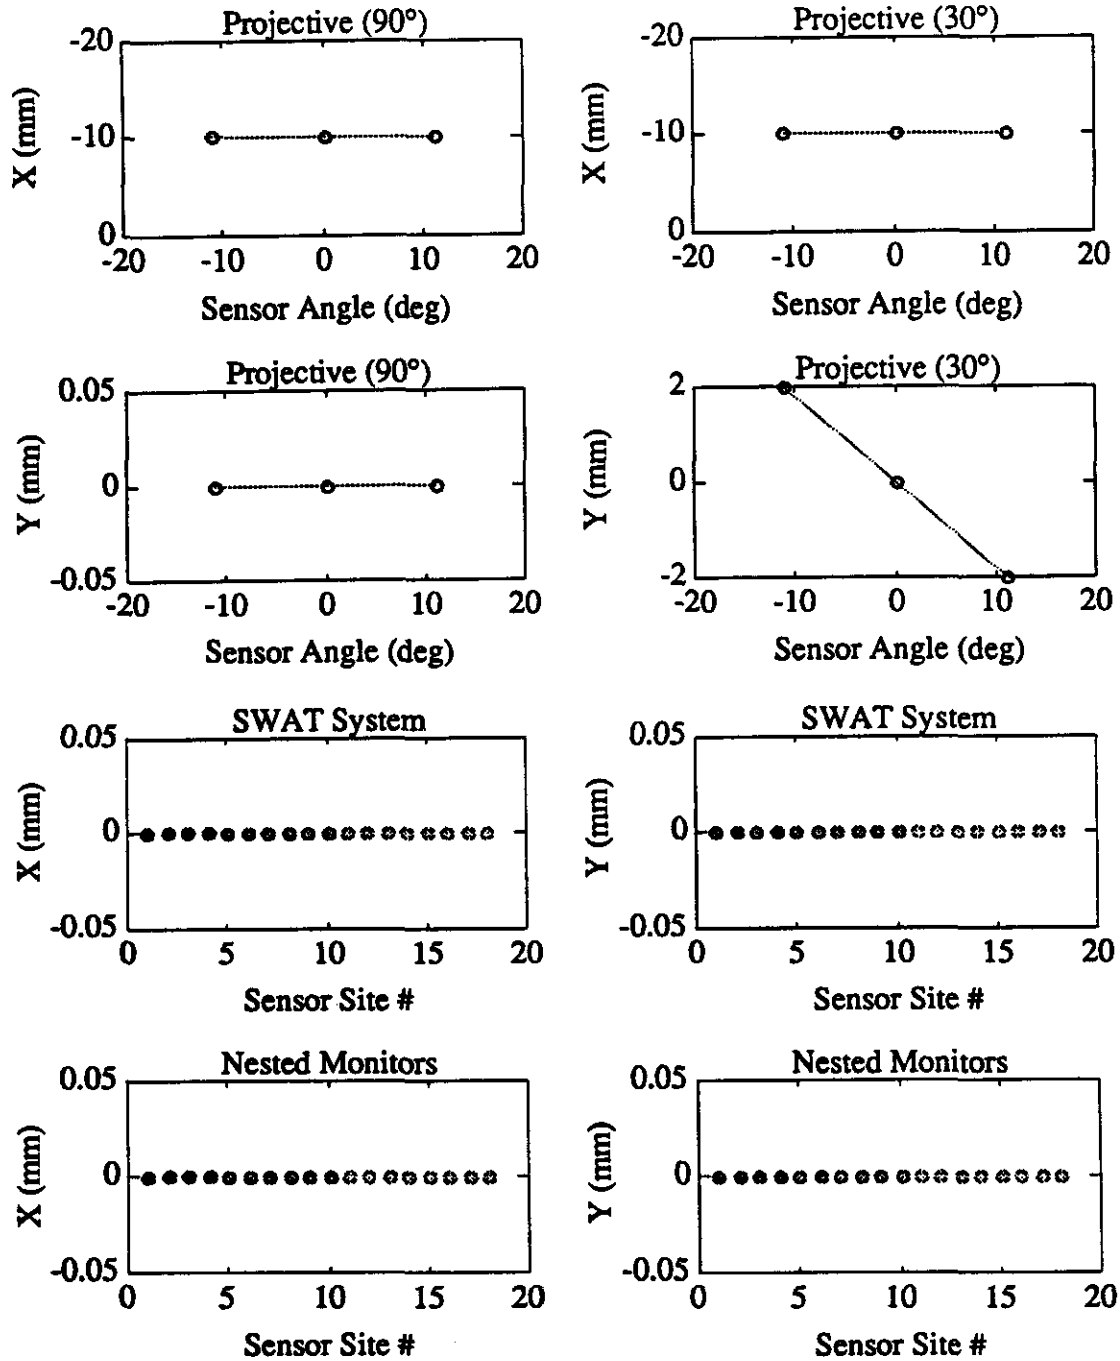 Projective (90°)
-20
-10
0
X (mm)
-20 -10 0 10 20
Sensor Angle (deg)
Projective (30°)
-20
-10
0
X (mm)
-20 -10 0 10 20
Sensor Angle (deg)
Projective (90°)
0.05
0
-0.05
Y (mm)
-20 -10 0 10 20
Sensor Angle (deg)
Projective (30°)
2
0
-2
Y (mm)
-20 -10 0 10 20
Sensor Angle (deg)
SWAT System
0.05
0
-0.05
X (mm)
0 5 10 15 20
Sensor Site #
SWAT System
0.05
0
-0.05
Y (mm)
0 5 10 15 20
Sensor Site #
Nested Monitors
0.05
0
-0.05
X (mm)
0 5 10 15 20
Sensor Site #
Nested Monitors
0.05
0
-0.05
Y (mm)
0 5 10 15 20
Sensor Site #